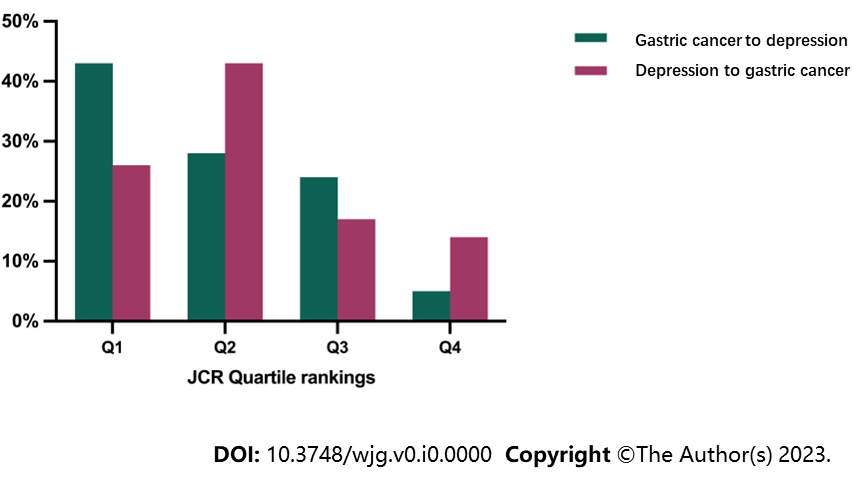 50%
40%
30%
20%
10%
0%
Q1 Q2 Q3 Q4
JCR Quartile rankings
Gastric cancer to depression
Depression to gastric cancer
DOI: 10.3748/wjg.v0.i0.0000 Copyright ©The Author(s) 2023.